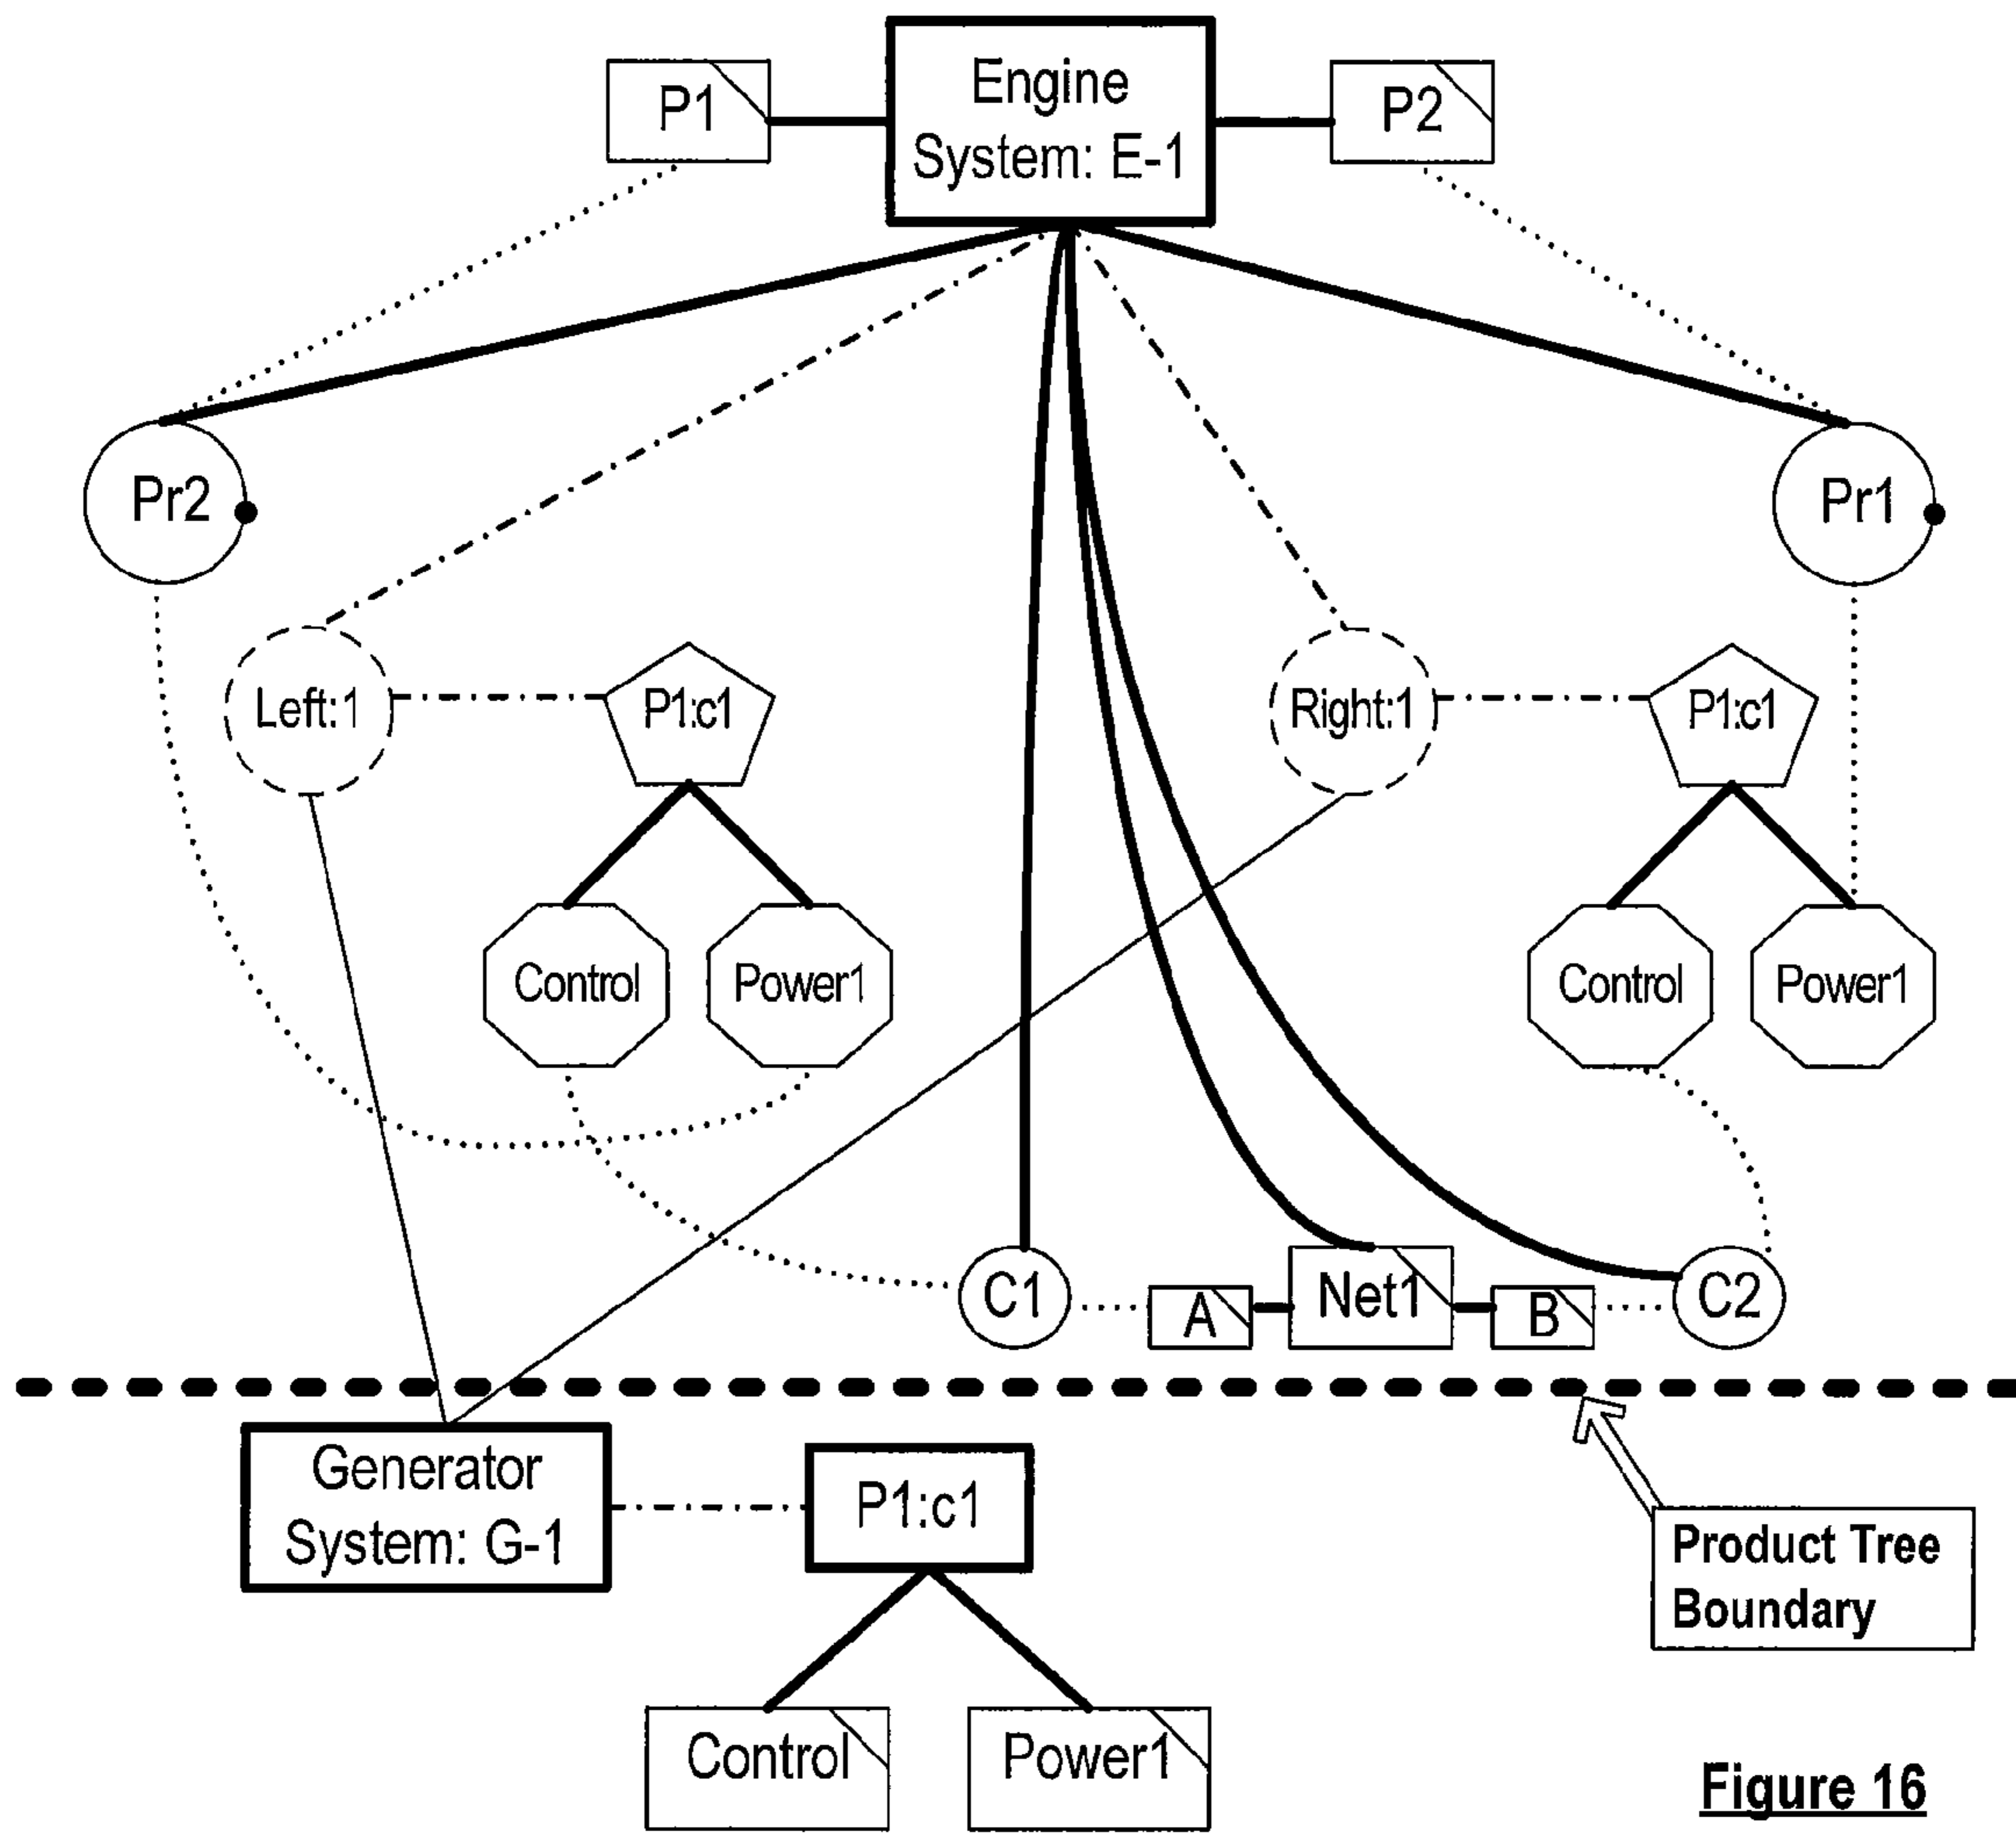 P1
Engine
System: E-1
P2
Pr2
Pr1
Left:1
P1:c1
Right:1
P1:c1
Control
Power1
Control
Power1
C1
A
Net1
B
C2
Generator
System: G-1
P1:c1
Product Tree
Boundary
Control
Power1
Figure 16